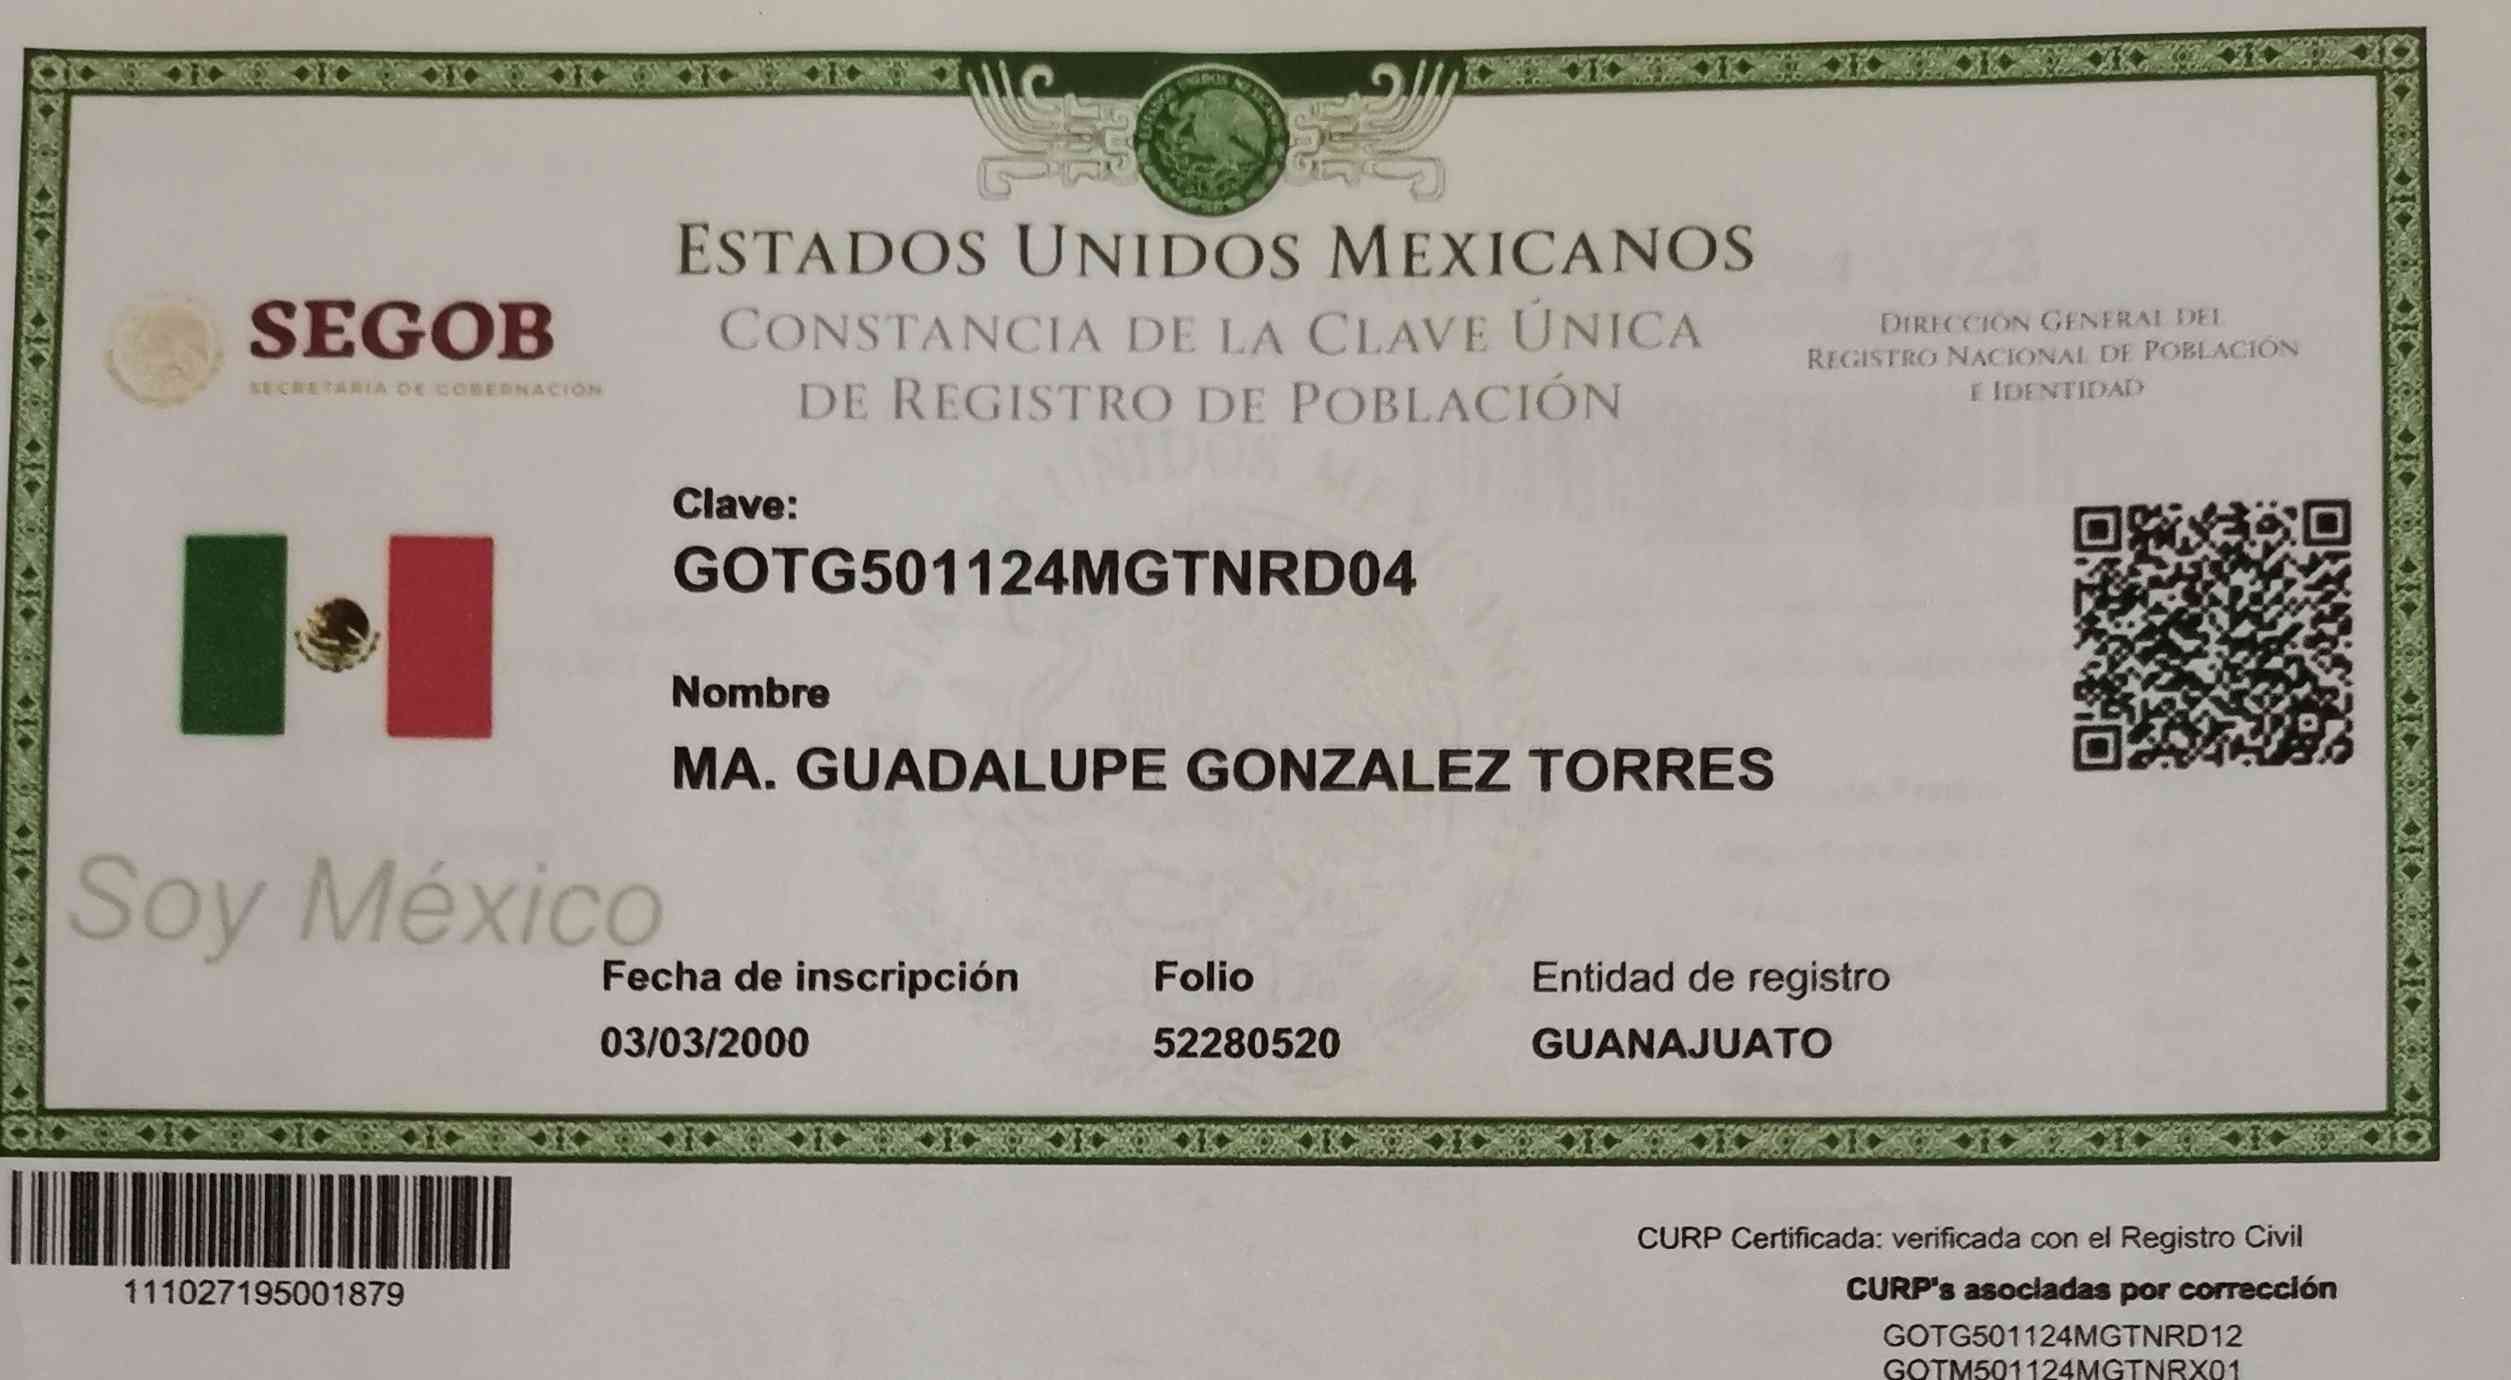 ESTADOS UNIDOS MEXICANOS
CONSTANCIA DE LA CLAVE ÚNICA
DE REGISTRO DE POBLACIÓN
SEGOB
SECRETARÍA DE GOBERNACIÓN
DIRECCIÓN GENERAL DEL
REGISTRO NACIONAL DE POBLACIÓN
E IDENTIDAD
Clave:
GOTG501124MGTNRD04
Nombre
MA. GUADALUPE GONZALEZ TORRES
Soy México
Fecha de inscripción
03/03/2000
Folio
52280520
Entidad de registro
GUANAJUATO
111027195001879
CURP Certificada: verificada con el Registro Civil
CURP's asociadas por corrección
GOTG501124MGTNRD12
GOTM501124MGTNRX01